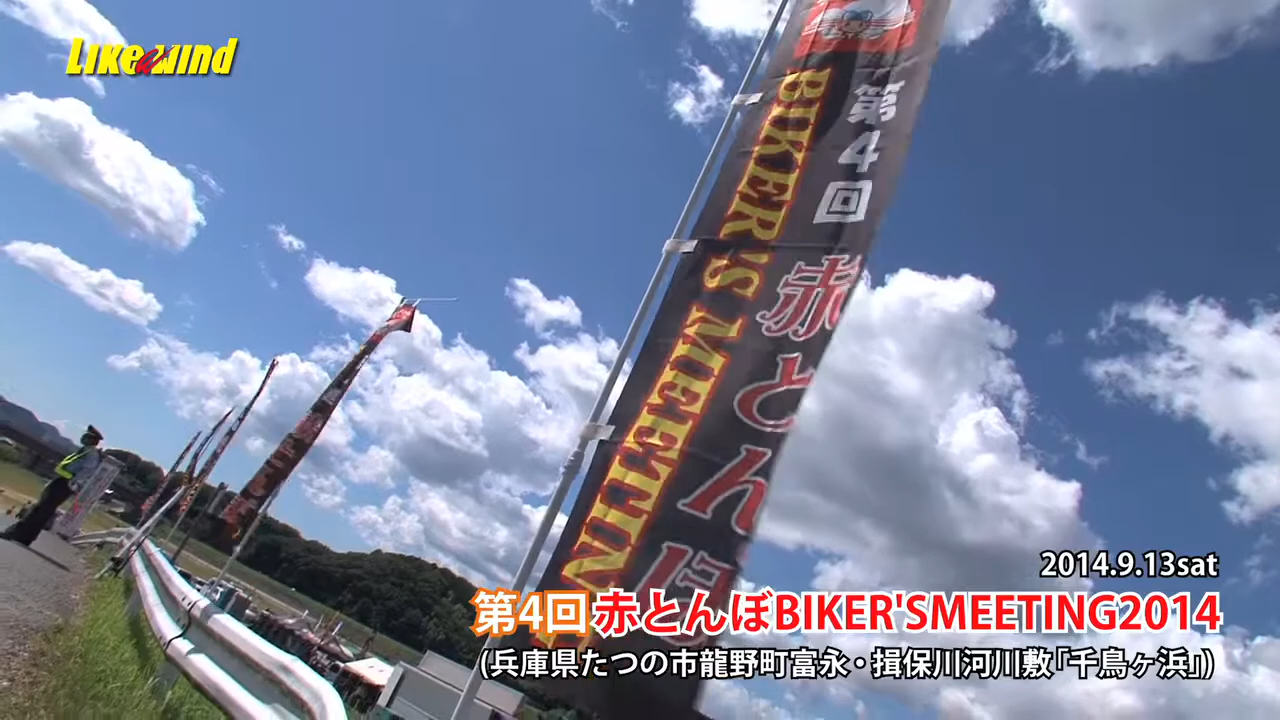 LIKE a wind
第4回
赤とんぼ
BIKER'S MEETING
2014.9.13sat
第4回 赤とんぼBIKER'SMEETING2014
(兵庫県たつの市龍野町富永・揖保川河川敷「千鳥ヶ浜」)